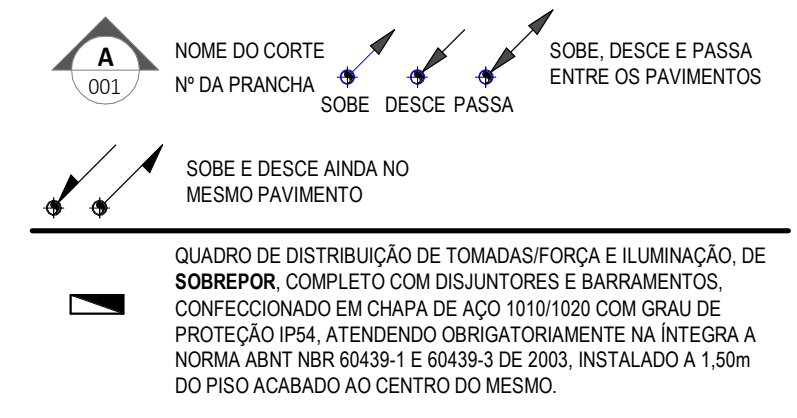 A
001
NOME DO CORTE
Nº DA PRANCHA
SOBE DESCE PASSA
SOBE, DESCE E PASSA
ENTRE OS PAVIMENTOS
SOBE E DESCE AINDA NO
MESMO PAVIMENTO
QUADRO DE DISTRIBUIÇÃO DE TOMADAS/FORÇA E ILUMINAÇÃO, DE
SOBREPOR, COMPLETO COM DISJUNTORES E BARRAMENTOS,
CONFECCIONADO EM CHAPA DE AÇO 1010/1020 COM GRAU DE
PROTEÇÃO IP54, ATENDENDO OBRIGATORIAMENTE NA ÍNTEGRA A
NORMA ABNT NBR 60439-1 E 60439-3 DE 2003, INSTALADO A 1,50m
DO PISO ACABADO AO CENTRO DO MESMO.